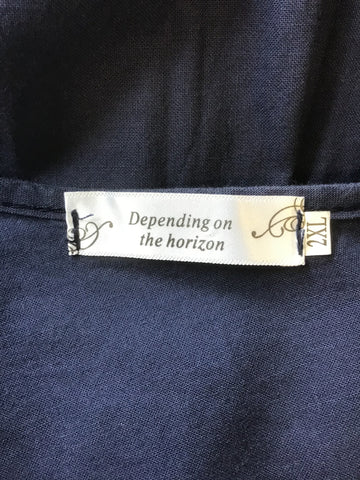 Depending on
the horizon
2XL